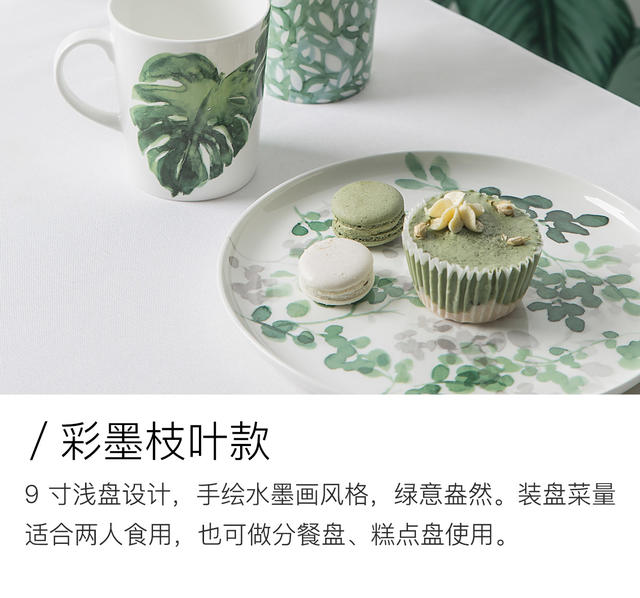 / 彩墨枝叶款
9 寸浅盘设计，手绘水墨画风格，绿意盎然。装盘菜量
适合两人食用，也可做分餐盘、糕点盘使用。